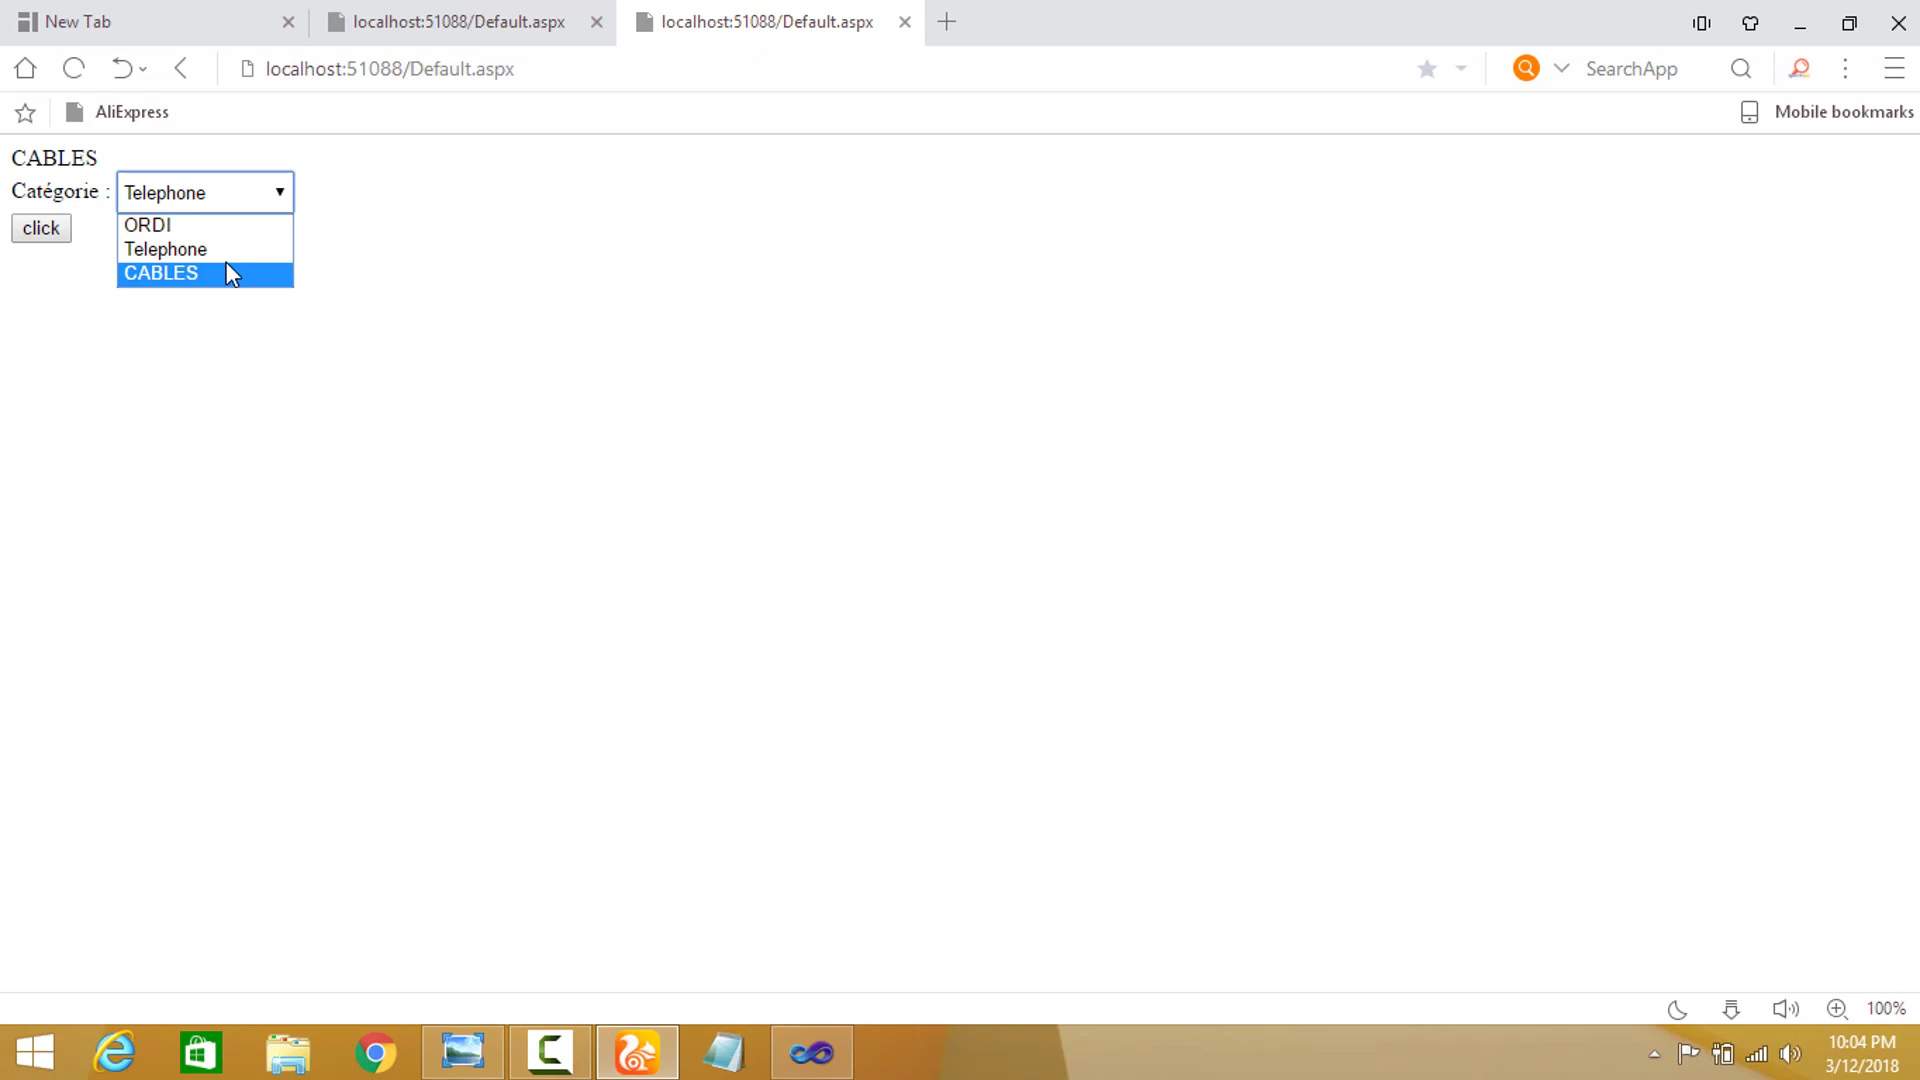 New Tab
localhost:51088/Default.aspx
localhost:51088/Default.aspx
localhost:51088/Default.aspx
SearchApp
AliExpress
Mobile bookmarks
CABLES
Catégorie : Telephone
click
ORDI
Telephone
CABLES
100%
10:04 PM
3/12/2018